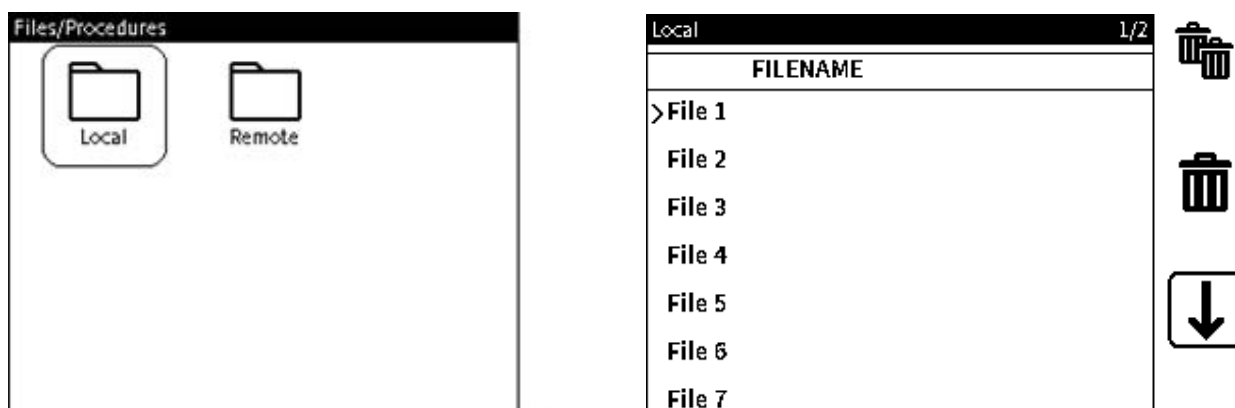 Files/Procedures
Local
Remote
Local 1/2
FILENAME
>File 1
File 2
File 3
File 4
File 5
File 6
File 7